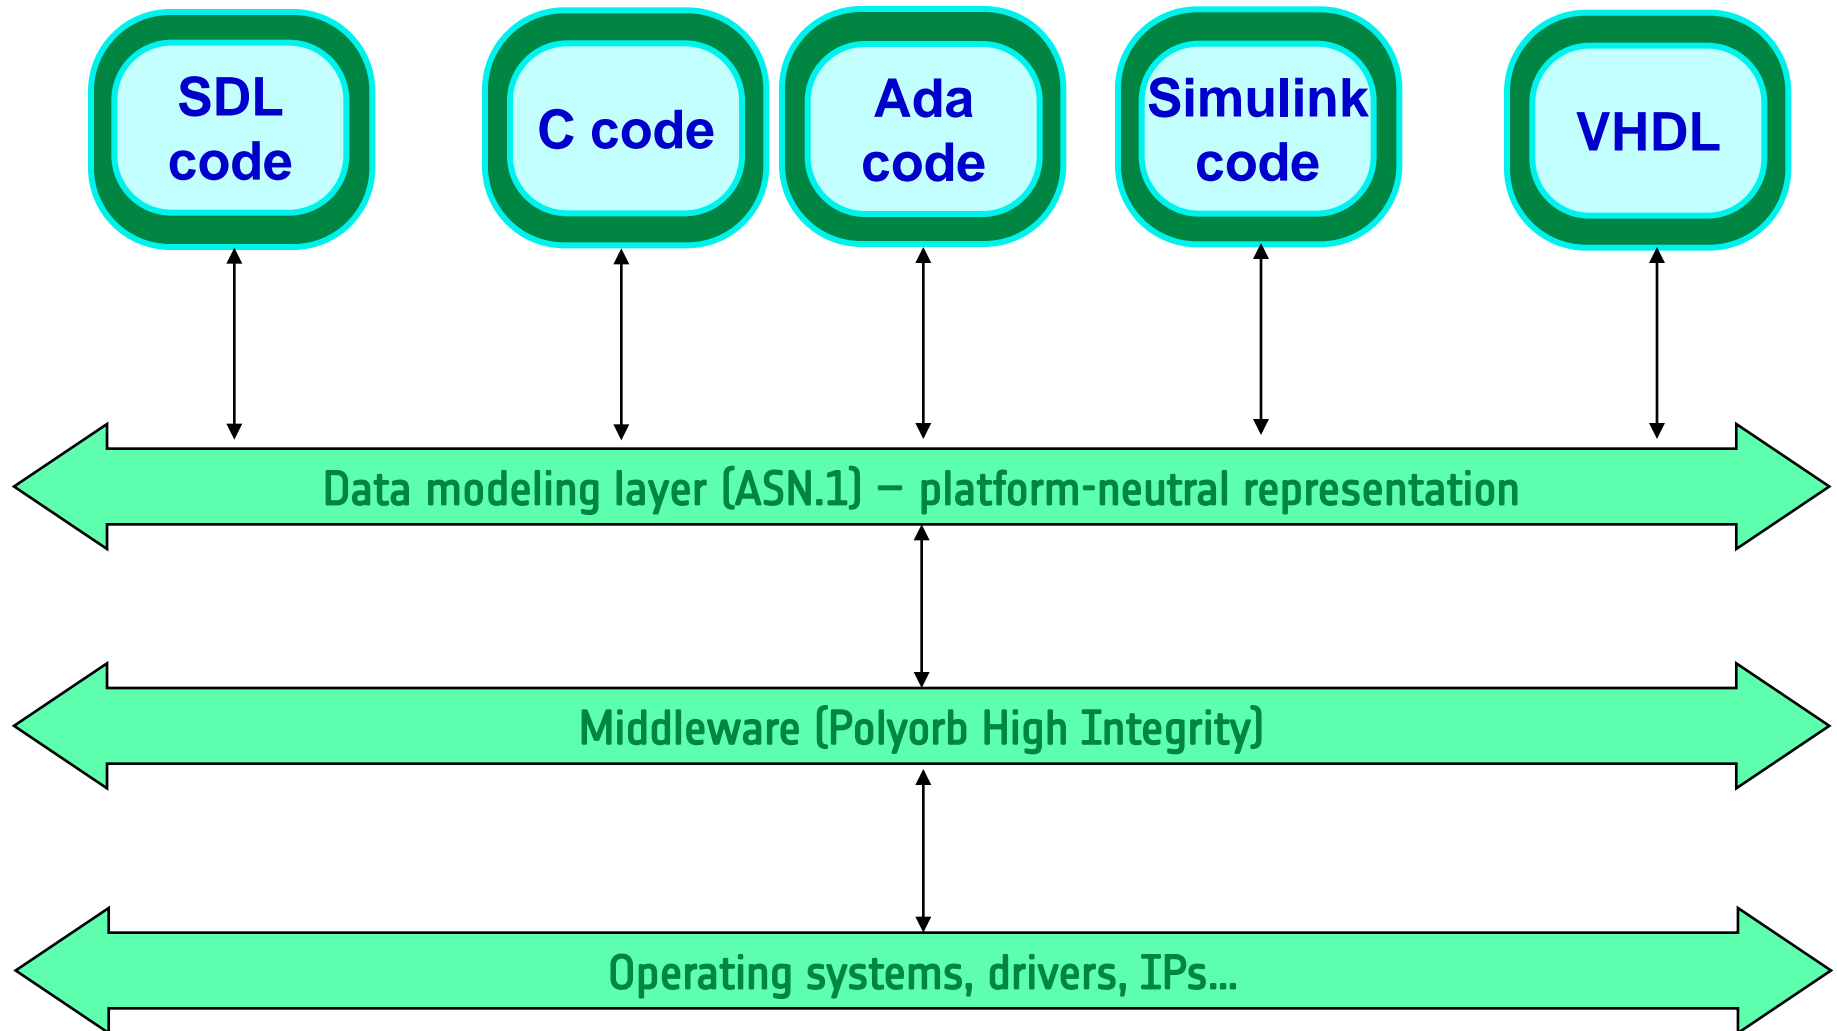 SDL
code
C code
Ada
code
Simulink
code
VHDL
Data modeling layer (ASN.1) – platform-neutral representation
Middleware (Polyorb High Integrity)
Operating systems, drivers, IPs...